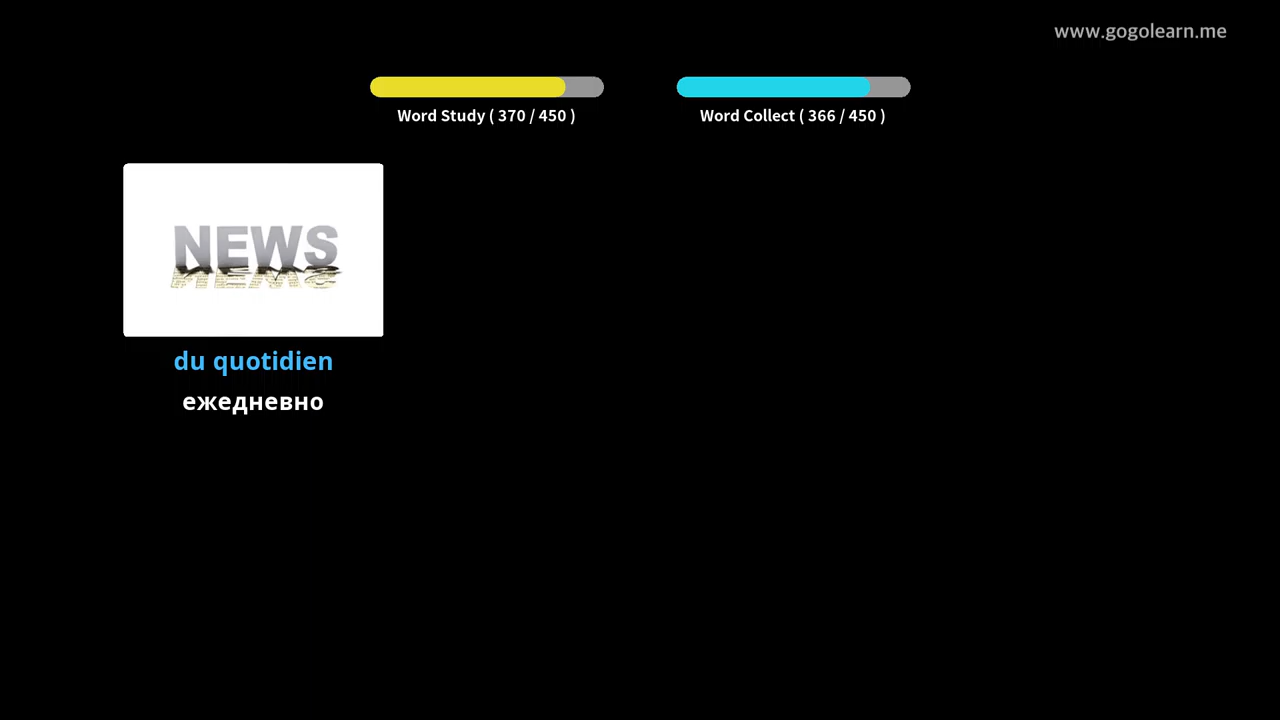 www.gogolearn.me
Word Study ( 370 / 450 )
Word Collect ( 366 / 450 )
NEWS
du quotidien
ежедневно